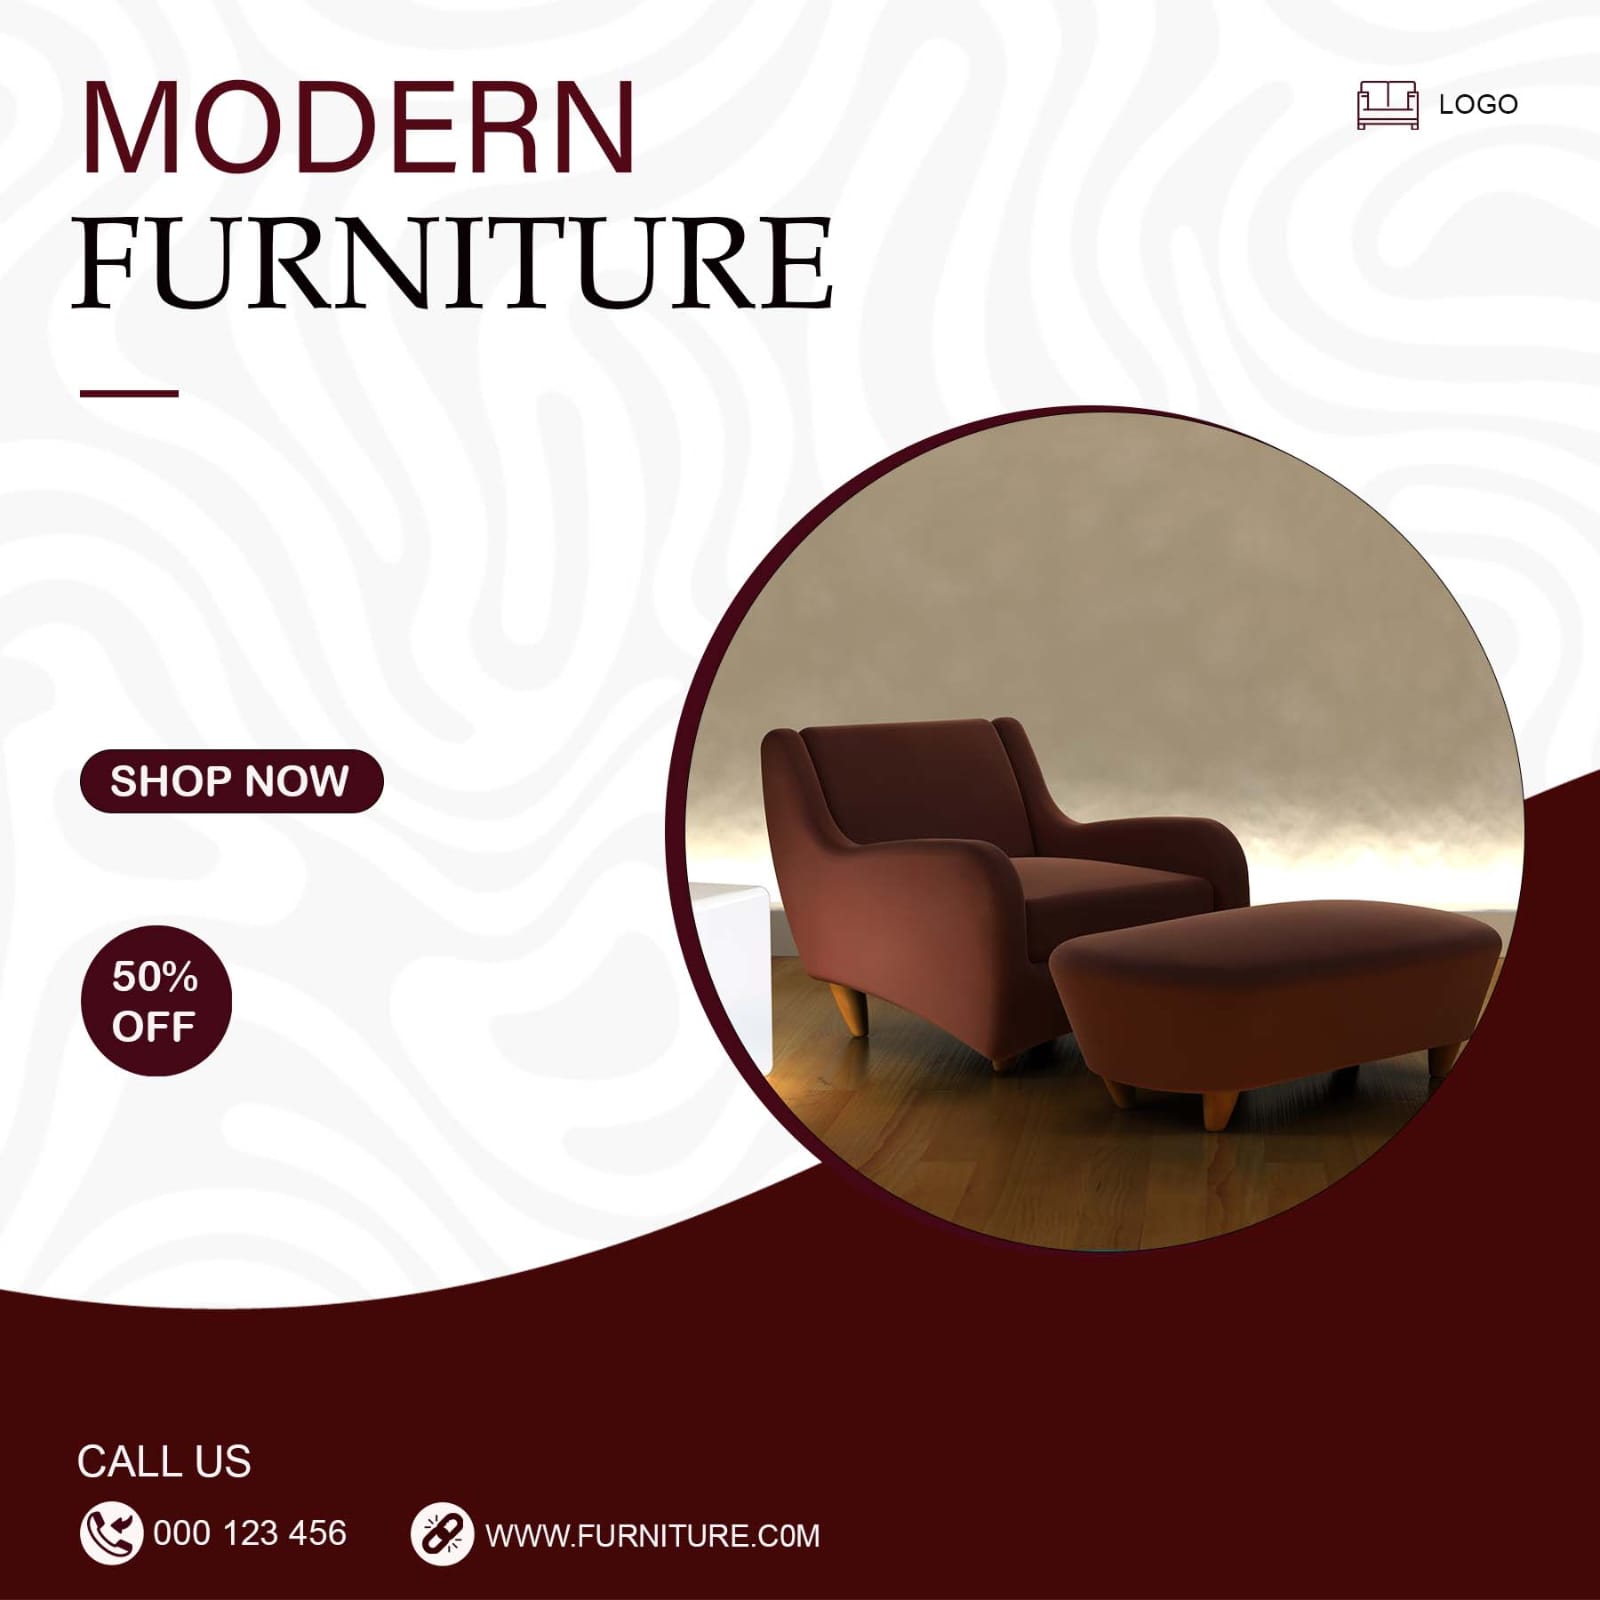 MODERN
LOGO
FURNITURE
SHOP NOW
50%
OFF
CALL US
000 123 456
WWW.FURNITURE.C0M